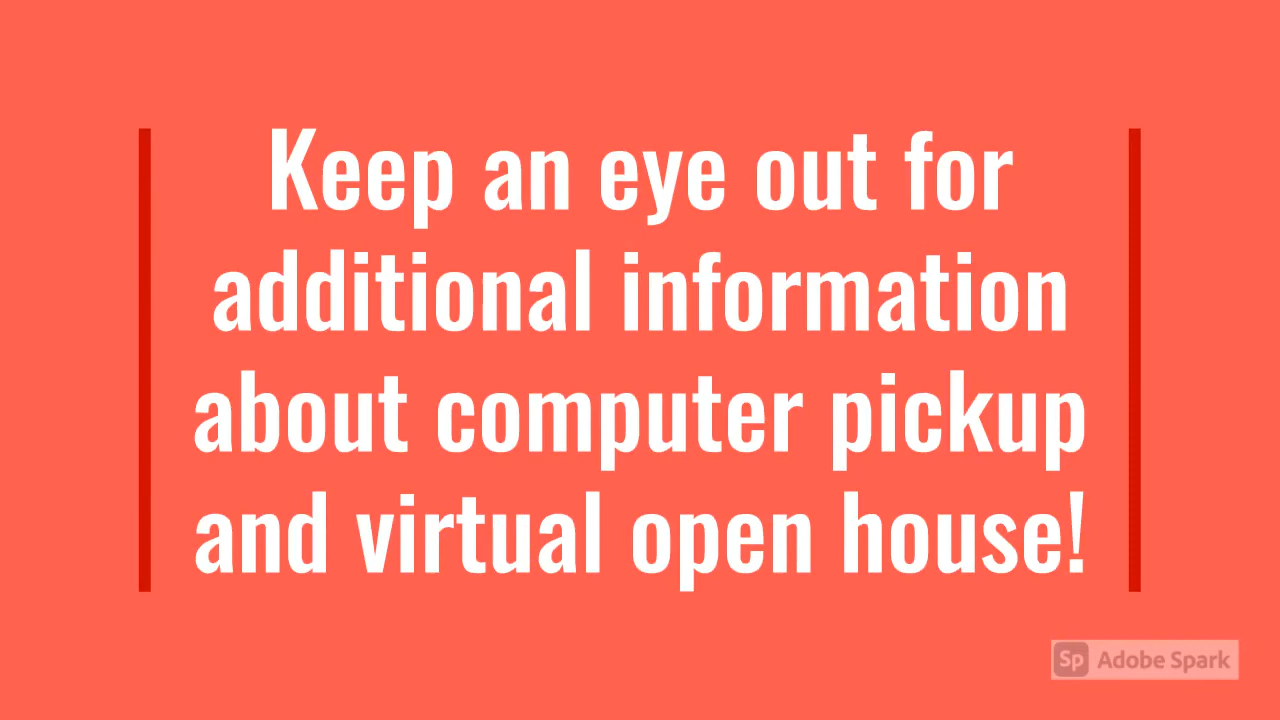 Keep an eye out for
additional information
about computer pickup
and virtual open house!
Sp Adobe Spark